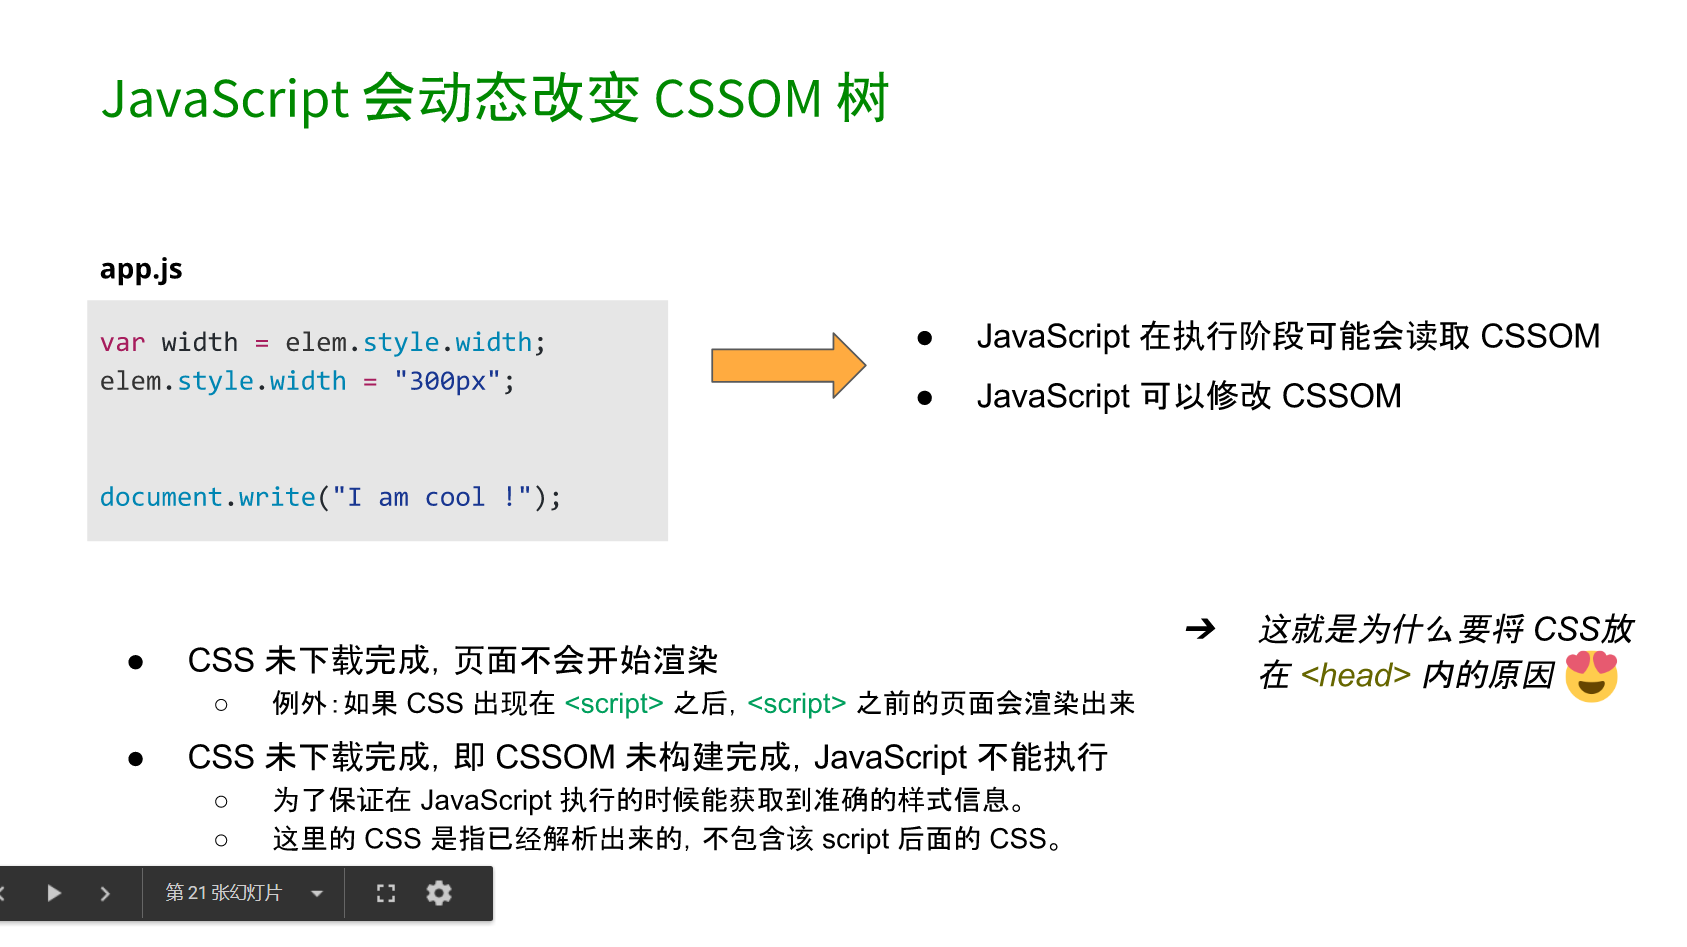 JavaScript 会动态改变 CSSOM 树
app.js
var width = elem.style.width;
elem.style.width = "300px";
document.write("I am cool !");
● JavaScript 在执行阶段可能会读取 CSSOM
● JavaScript 可以修改 CSSOM
➔ 这就是为什么要将 CSS放
在 <head> 内的原因 😍
● CSS 未下载完成，页面不会开始渲染
○ 例外：如果 CSS 出现在 <script> 之后，<script> 之前的页面会渲染出来
● CSS 未下载完成，即 CSSOM 未构建完成，JavaScript 不能执行
○ 为了保证在 JavaScript 执行的时候能获取到准确的样式信息。
○ 这里的 CSS 是指已经解析出来的，不包含该 script 后面的 CSS。
第 21 张幻灯片